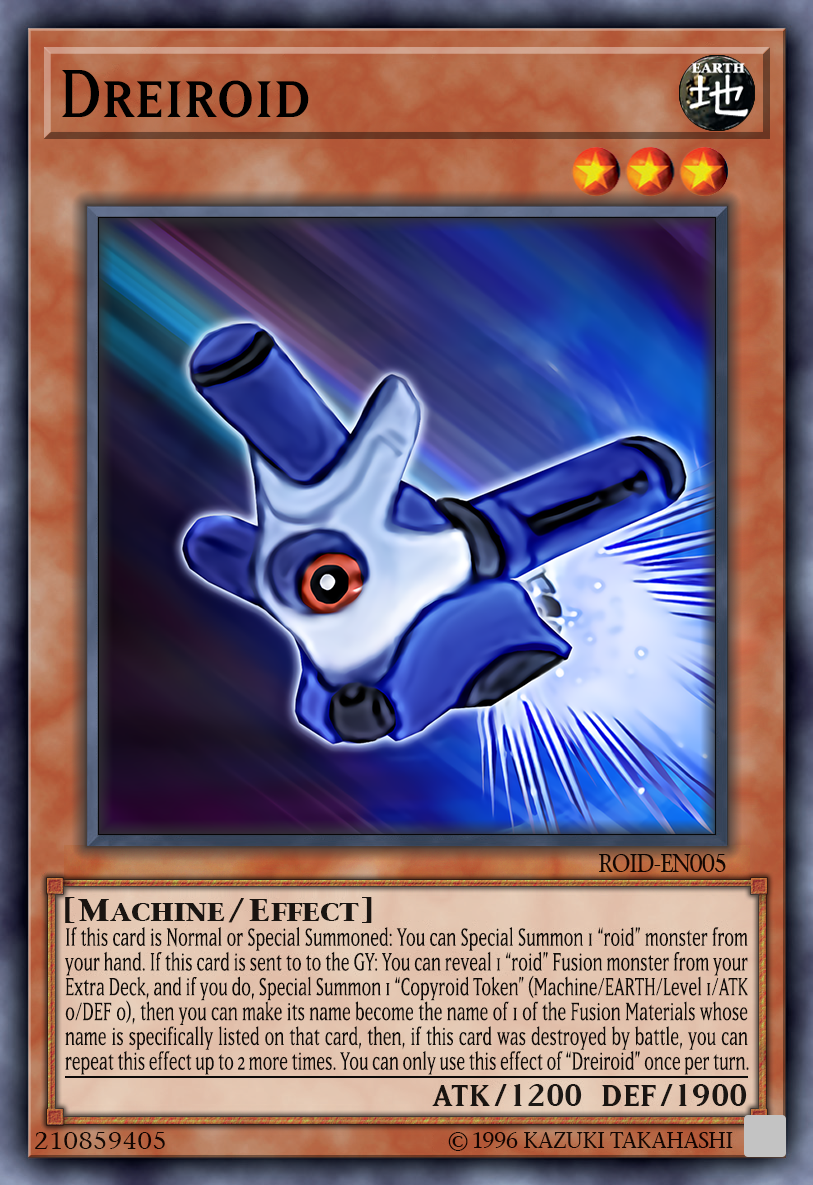 Dreiroid
EARTH
地
ROID-EN005
[Machine/Effect]
If this card is Normal or Special Summoned: You can Special Summon 1 “roid” monster from
your hand. If this card is sent to to the GY: You can reveal 1 “roid” Fusion monster from your
Extra Deck, and if you do, Special Summon 1 “Copyroid Token” (Machine/EARTH/Level 1/ATK
0/DEF 0), then you can make its name become the name of 1 of the Fusion Materials whose
name is specifically listed on that card, then, if this card was destroyed by battle, you can
repeat this effect up to 2 more times. You can only use this effect of “Dreiroid” once per turn.
ATK/1200 DEF/1900
210859405
© 1996 KAZUKI TAKAHASHI